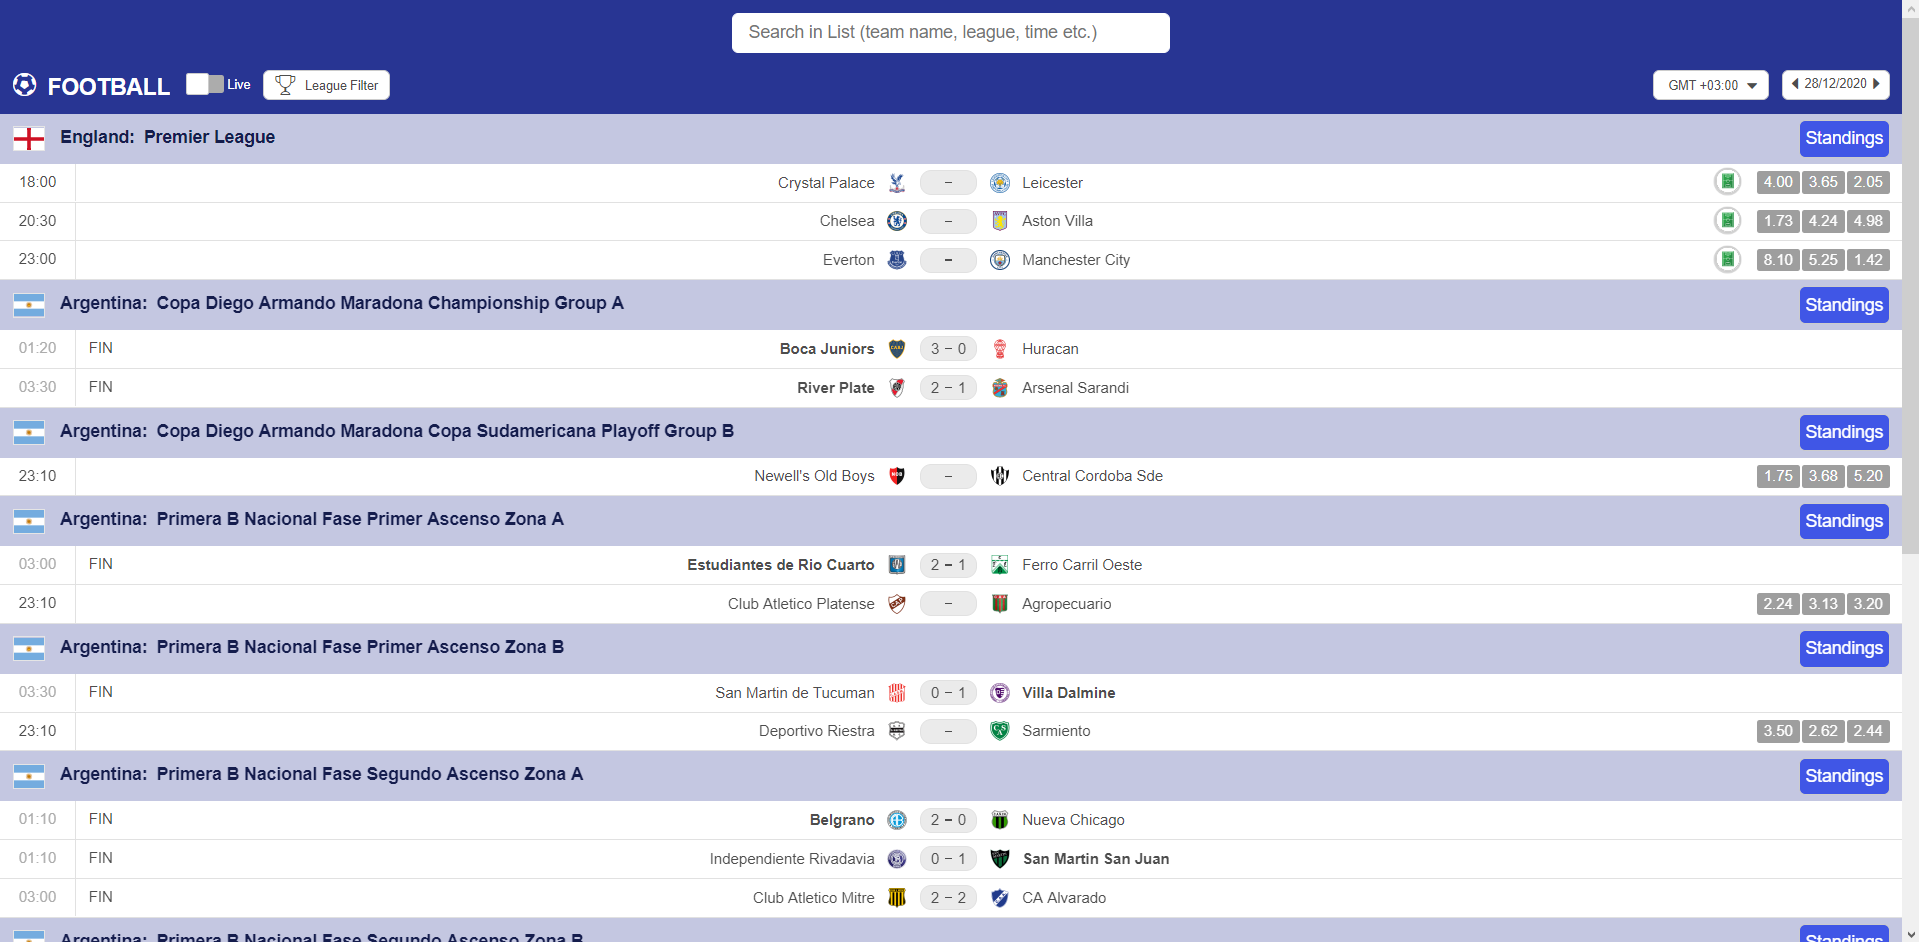 Search in List (team name, league, time etc.)
FOOTBALL Live League Filter GMT +03:00 28/12/2020
England: Premier League Standings
18:00 Crystal Palace – Leicester 4.00 3.65 2.05
20:30 Chelsea – Aston Villa 1.73 4.24 4.98
23:00 Everton – Manchester City 8.10 5.25 1.42
Argentina: Copa Diego Armando Maradona Championship Group A Standings
01:20 FIN Boca Juniors 3 – 0 Huracan
03:30 FIN River Plate 2 – 1 Arsenal Sarandi
Argentina: Copa Diego Armando Maradona Copa Sudamericana Playoff Group B Standings
23:10 Newell's Old Boys – Central Cordoba Sde 1.75 3.68 5.20
Argentina: Primera B Nacional Fase Primer Ascenso Zona A Standings
03:00 FIN Estudiantes de Rio Cuarto 2 – 1 Ferro Carril Oeste
23:10 Club Atletico Platense – Agropecuario 2.24 3.13 3.20
Argentina: Primera B Nacional Fase Primer Ascenso Zona B Standings
03:30 FIN San Martin de Tucuman 0 – 1 Villa Dalmine
23:10 Deportivo Riestra – Sarmiento 3.50 2.62 2.44
Argentina: Primera B Nacional Fase Segundo Ascenso Zona A Standings
01:10 FIN Belgrano 2 – 0 Nueva Chicago
01:10 FIN Independiente Rivadavia 0 – 1 San Martin San Juan
03:00 FIN Club Atletico Mitre 2 – 2 CA Alvarado
Argentina: Primera B Nacional Fase Segundo Ascenso Zona B Standings